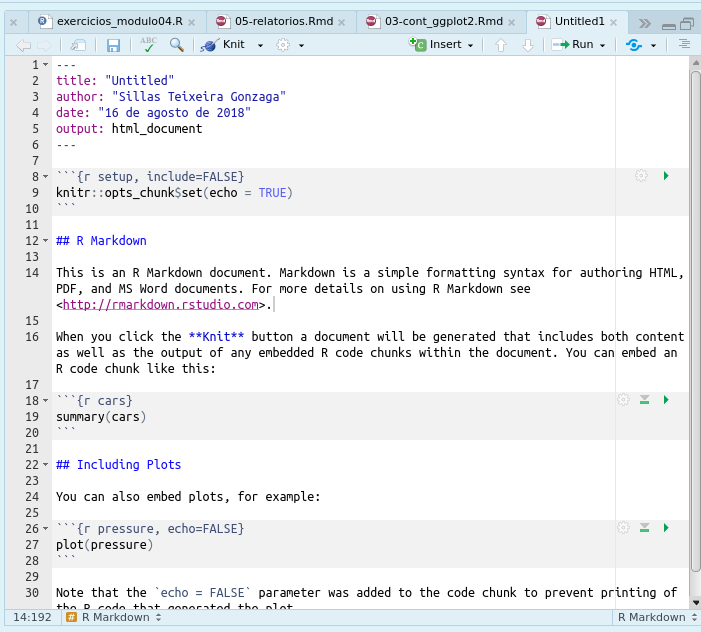 exercicios_modulo04.R × 05-relatorios.Rmd × 03-cont_ggplot2.Rmd × Untitled1 ×
ABC Knit Insert Run
1 ---
2 title: "Untitled"
3 author: "Sillas Teixeira Gonzaga"
4 date: "16 de agosto de 2018"
5 output: html_document
6 ---
7
8 ```{r setup, include=FALSE}
9 knitr::opts_chunk$set(echo = TRUE)
10 ```
11
12 ## R Markdown
13
14 This is an R Markdown document. Markdown is a simple formatting syntax for authoring HTML,
PDF, and MS Word documents. For more details on using R Markdown see
<http://rmarkdown.rstudio.com>.
15
16 When you click the **Knit** button a document will be generated that includes both content
as well as the output of any embedded R code chunks within the document. You can embed an
R code chunk like this:
17
18 ```{r cars}
19 summary(cars)
20 ```
21
22 ## Including Plots
23
24 You can also embed plots, for example:
25
26 ```{r pressure, echo=FALSE}
27 plot(pressure)
28 ```
29
30 Note that the `echo = FALSE` parameter was added to the code chunk to prevent printing of
the R code that generated the plot
14:192 # R Markdown R Markdown